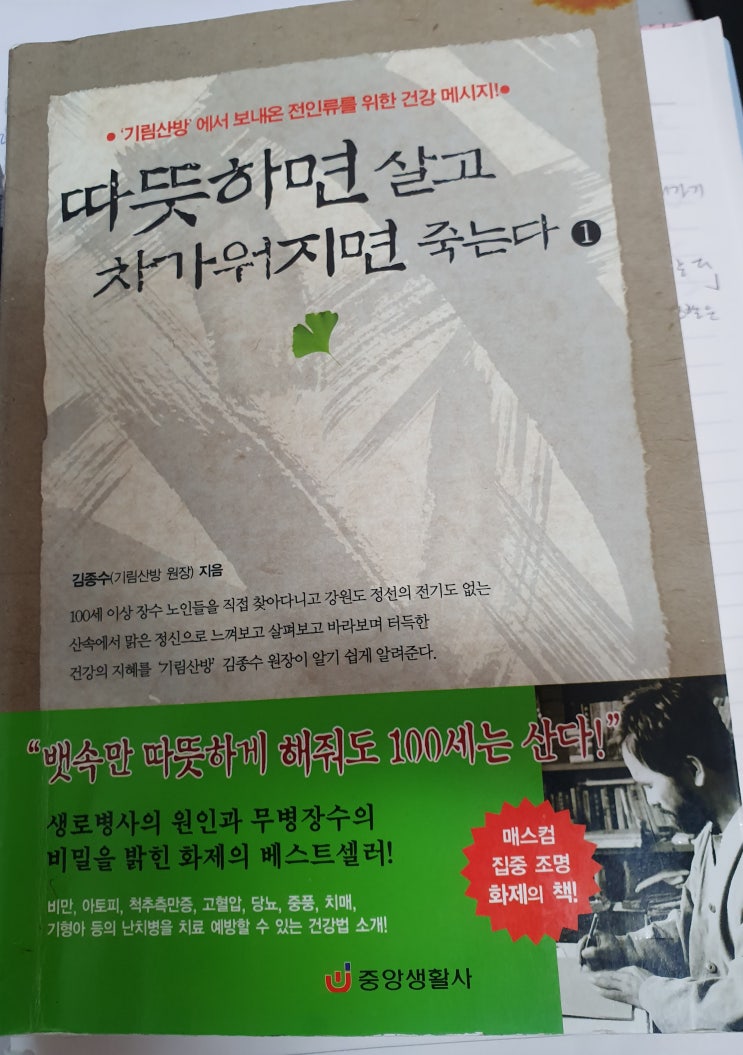 • '기림산방' 에서 보내온 전인류를 위한 건강 메시지! •
따뜻하면 살고
차가워지면 죽는다 ❶
김종수(기림산방 원장) 지음
100세 이상 장수 노인들을 직접 찾아다니고 강원도 정선의 전기도 없는
산속에서 맑은 정신으로 느껴보고 살펴보고 바라보며 터득한
건강의 지혜를 '기림산방' 김종수 원장이 알기 쉽게 알려준다.
“뱃속만 따뜻하게 해줘도 100세는 산다!”
생로병사의 원인과 무병장수의
비밀을 밝힌 화제의 베스트셀러!
매스컴
집중 조명
화제의 책!
비만, 아토피, 척추측만증, 고혈압, 당뇨, 중풍, 치매,
기형아 등의 난치병을 치료 예방할 수 있는 건강법 소개!
중앙생활사